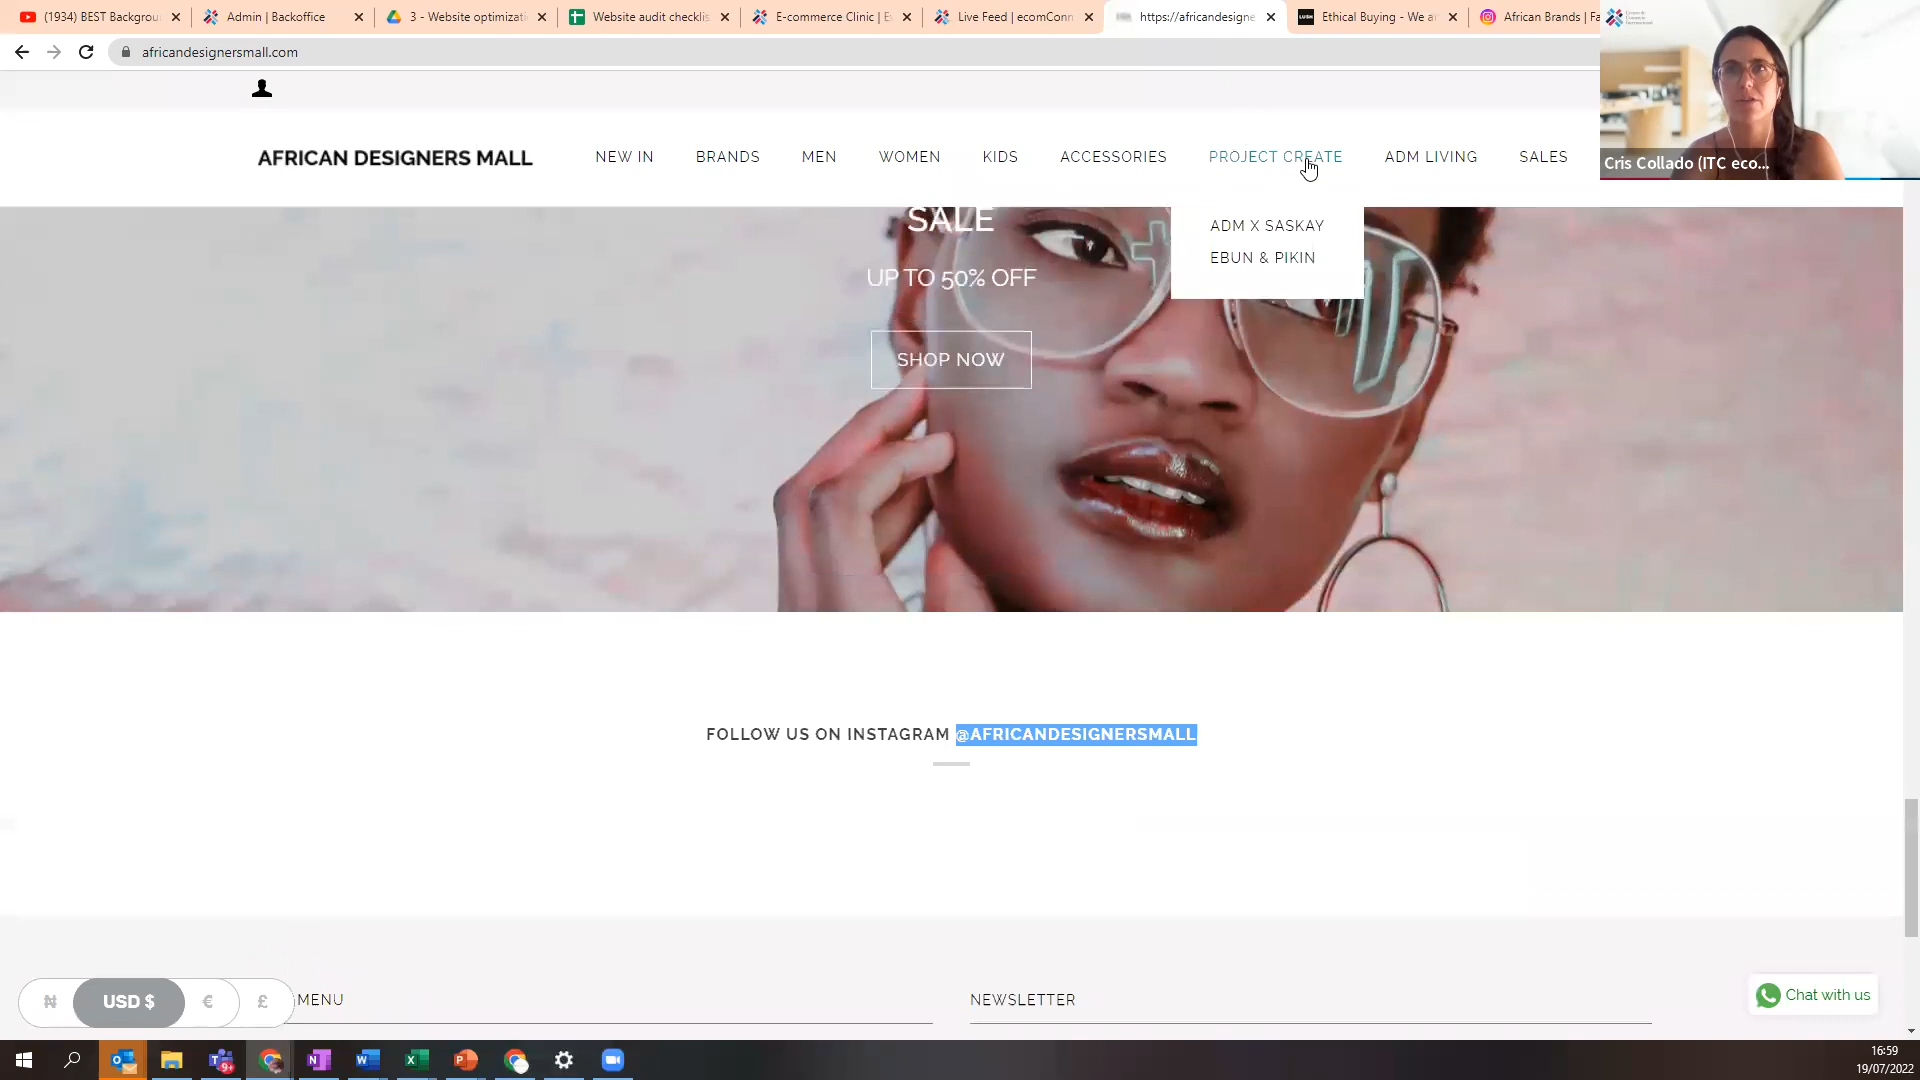 (1934) BEST Backgrou
Admin | Backoffice
3 - Website optimizati
Website audit checklis
E-commerce Clinic | E
Live Feed | ecomConn
https://africandesigne
Ethical Buying - We a
African Brands | Fa
africandesignersmall.com
Cris Collado (ITC eco...
AFRICAN DESIGNERS MALL
NEW IN
BRANDS
MEN
WOMEN
KIDS
ACCESSORIES
PROJECT CREATE
ADM LIVING
SALES
ADM X SASKAY
EBUN & PIKIN
SALE
UP TO 50% OFF
SHOP NOW
FOLLOW US ON INSTAGRAM @AFRICANDESIGNERSMALL
MENU
NEWSLETTER
₦ USD $ € £
Chat with us
16:59
19/07/2022